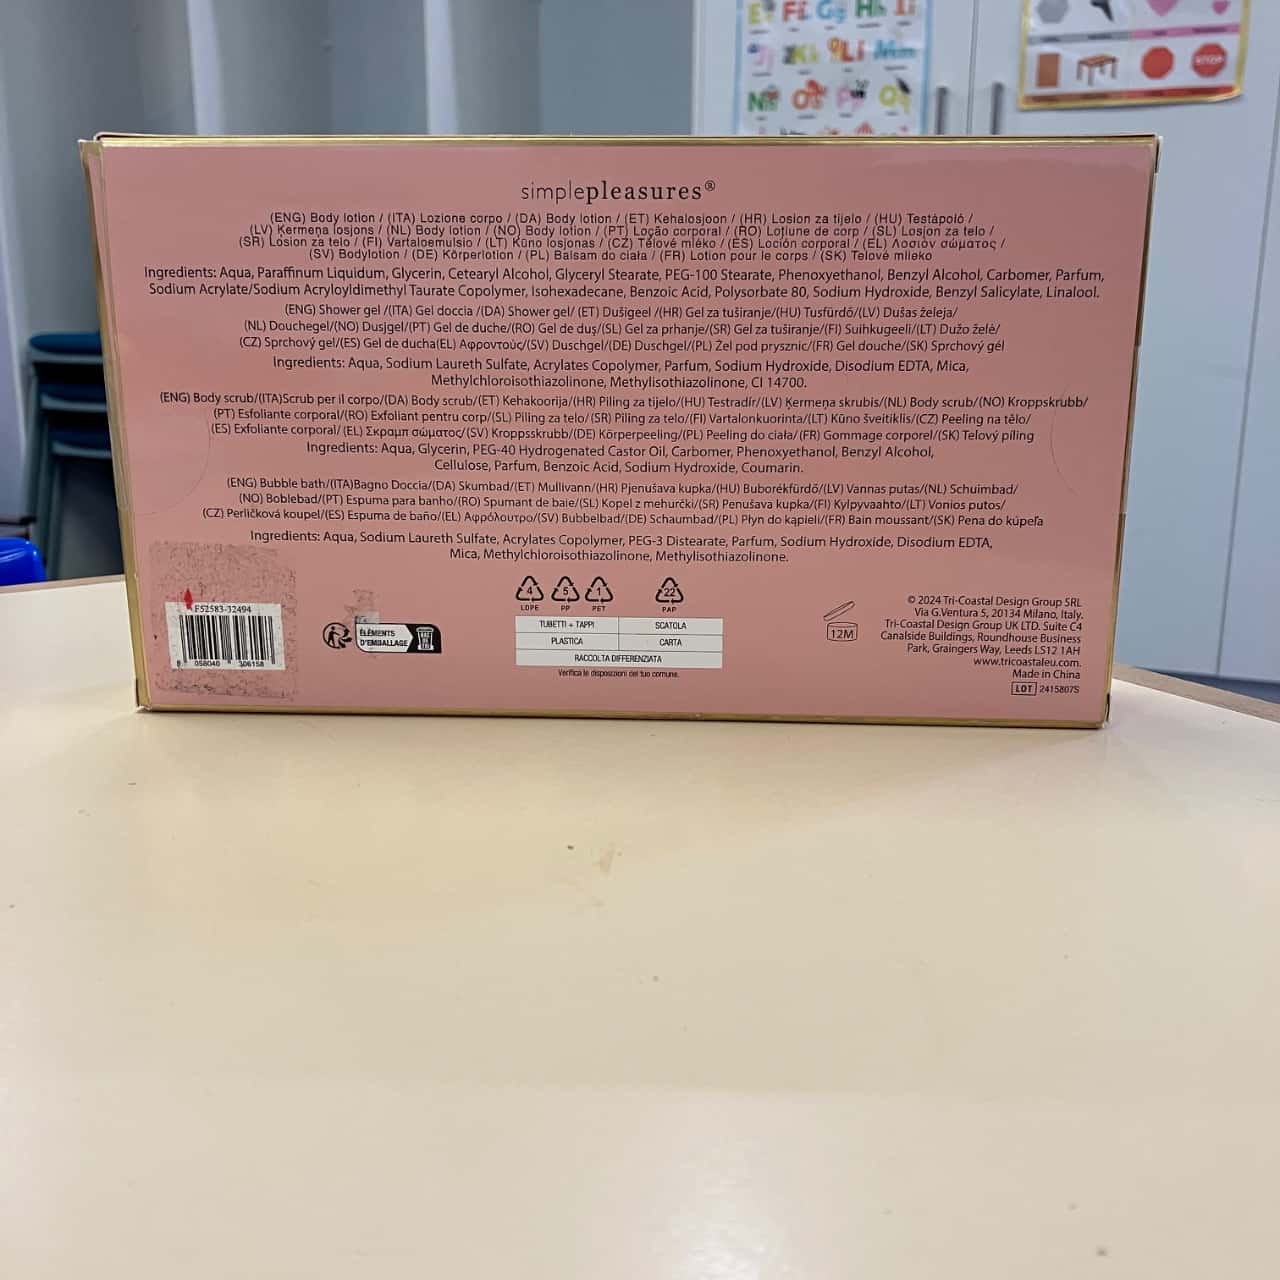 Ee Ff Gg Hh Ii
simplepleasures®
(ENG) Body lotion / (ITA) Lozione corpo / (DA) Body lotion / (ET) Kehalosjoon / (HR) Losion za tijelo / (HU) Testápoló /
(LV) Ķermeņa losjons / (NL) Body lotion / (NO) Body lotion / (PT) Loção corporal / (RO) Loțiune de corp / (SL) Losjon za telo /
(SR) Losion za telo / (FI) Vartaloemulsio / (LT) Kūno losjonas / (CZ) Tělové mléko / (ES) Loción corporal / (EL) Λοσιόν σώματος /
(SV) Bodylotion / (DE) Körperlotion / (PL) Balsam do ciała / (FR) Lotion pour le corps / (SK) Telové mlieko
Ingredients: Aqua, Paraffinum Liquidum, Glycerin, Cetearyl Alcohol, Glyceryl Stearate, PEG-100 Stearate, Phenoxyethanol, Benzyl Alcohol, Carbomer, Parfum,
Sodium Acrylate/Sodium Acryloyldimethyl Taurate Copolymer, Isohexadecane, Benzoic Acid, Polysorbate 80, Sodium Hydroxide, Benzyl Salicylate, Linalool.
(ENG) Shower gel /(ITA) Gel doccia /(DA) Shower gel/ (ET) Dušigeel /(HR) Gel za tuširanje/(HU) Tusfürdő/(LV) Dušas želeja/
(NL) Douchegel/(NO) Dusjgel/(PT) Gel de duche/(RO) Gel de duș/(SL) Gel za prhanje/(SR) Gel za tuširanje/(FI) Suihkugeeli/(LT) Dušo želė/
(CZ) Sprchový gel/(ES) Gel de ducha(EL) Αφροντούς/(SV) Duschgel/(DE) Duschgel/(PL) Żel pod prysznic/(FR) Gel douche/(SK) Sprchový gél
Ingredients: Aqua, Sodium Laureth Sulfate, Acrylates Copolymer, Parfum, Sodium Hydroxide, Disodium EDTA, Mica,
Methylchloroisothiazolinone, Methylisothiazolinone, CI 14700.
(ENG) Body scrub/(ITA)Scrub per il corpo/(DA) Body scrub/(ET) Kehakoorija/(HR) Piling za tijelo/(HU) Testradír/(LV) Ķermeņa skrubis/(NL) Body scrub/(NO) Kroppskrubb/
(PT) Esfoliante corporal/(RO) Exfoliant pentru corp/(SL) Piling za telo/(SR) Piling za telo/(FI) Vartalonkuorinta/(LT) Kūno šveitiklis/(CZ) Peeling na tělo/
(ES) Exfoliante corporal/ (EL) Σκραμπ σώματος/(SV) Kroppsskrubb/(DE) Körperpeeling/(PL) Peeling do ciała/(FR) Gommage corporel/(SK) Telový píling
Ingredients: Aqua, Glycerin, PEG-40 Hydrogenated Castor Oil, Carbomer, Phenoxyethanol, Benzyl Alcohol,
Cellulose, Parfum, Benzoic Acid, Sodium Hydroxide, Coumarin.
(ENG) Bubble bath/(ITA)Bagno Doccia/(DA) Skumbad/(ET) Mullivann/(HR) Pjenušava kupka/(HU) Buborékfürdő/(LV) Vannas putas/(NL) Schuimbad/
(NO) Boblebad/(PT) Espuma para banho/(RO) Spumant de baie/(SL) Kopel z mehurčki/(SR) Penušava kupka/(FI) Kylpyvaahto/(LT) Vonios putos/
(CZ) Perličková koupel/(ES) Espuma de baño/(EL) Αφρόλουτρο/(SV) Bubbelbad/(DE) Schaumbad/(PL) Płyn do kąpieli/(FR) Bain moussant/(SK) Pena do kúpeľa
Ingredients: Aqua, Sodium Laureth Sulfate, Acrylates Copolymer, PEG-3 Distearate, Parfum, Sodium Hydroxide, Disodium EDTA,
Mica, Methylchloroisothiazolinone, Methylisothiazolinone.
F52583-32494
8 058040 306158
ÉLÉMENTS
D'EMBALLAGE
4 5 1 22
LDPE PP PET PAP
TUBETTI + TAPPI SCATOLA
PLASTICA CARTA
RACCOLTA DIFFERENZIATA
Verifica le disposizioni del tuo comune.
12M
© 2024 Tri-Coastal Design Group SRL
Via G.Ventura 5, 20134 Milano, Italy.
Tri-Coastal Design Group UK LTD. Suite C4
Canalside Buildings, Roundhouse Business
Park, Graingers Way, Leeds LS12 1AH
www.tricoastaleu.com.
Made in China
LOT 2415807S
STOP